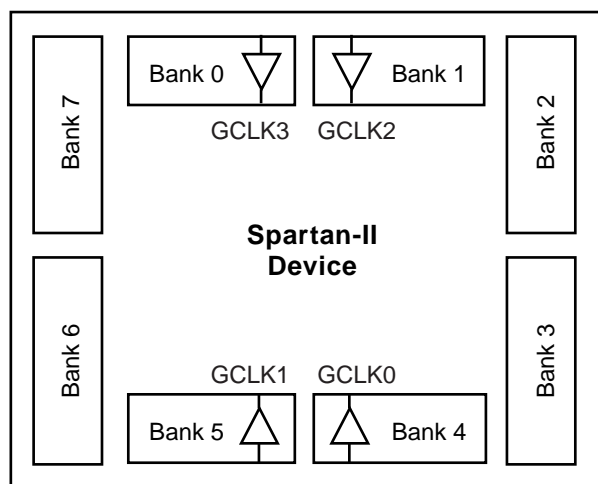 Bank 0
Bank 1
GCLK3
GCLK2
Bank 7
Bank 2
Spartan-II
Device
Bank 6
Bank 3
GCLK1
GCLK0
Bank 5
Bank 4